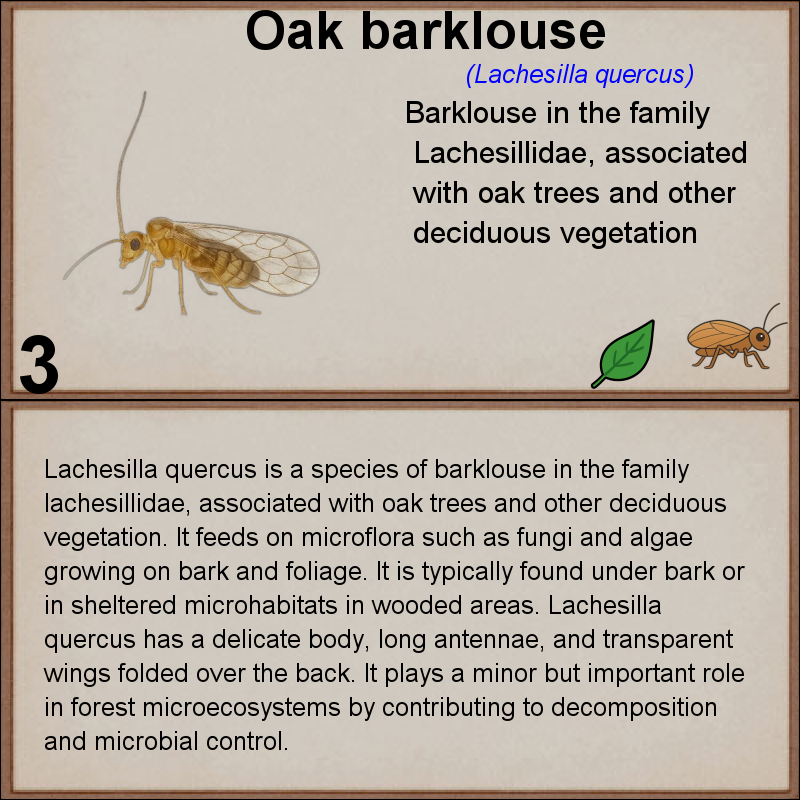 Oak barklouse
(Lachesilla quercus)
Barklouse in the family
Lachesillidae, associated
with oak trees and other
deciduous vegetation
3
Lachesilla quercus is a species of barklouse in the family
lachesillidae, associated with oak trees and other deciduous
vegetation. It feeds on microflora such as fungi and algae
growing on bark and foliage. It is typically found under bark or
in sheltered microhabitats in wooded areas. Lachesilla
quercus has a delicate body, long antennae, and transparent
wings folded over the back. It plays a minor but important role
in forest microecosystems by contributing to decomposition
and microbial control.